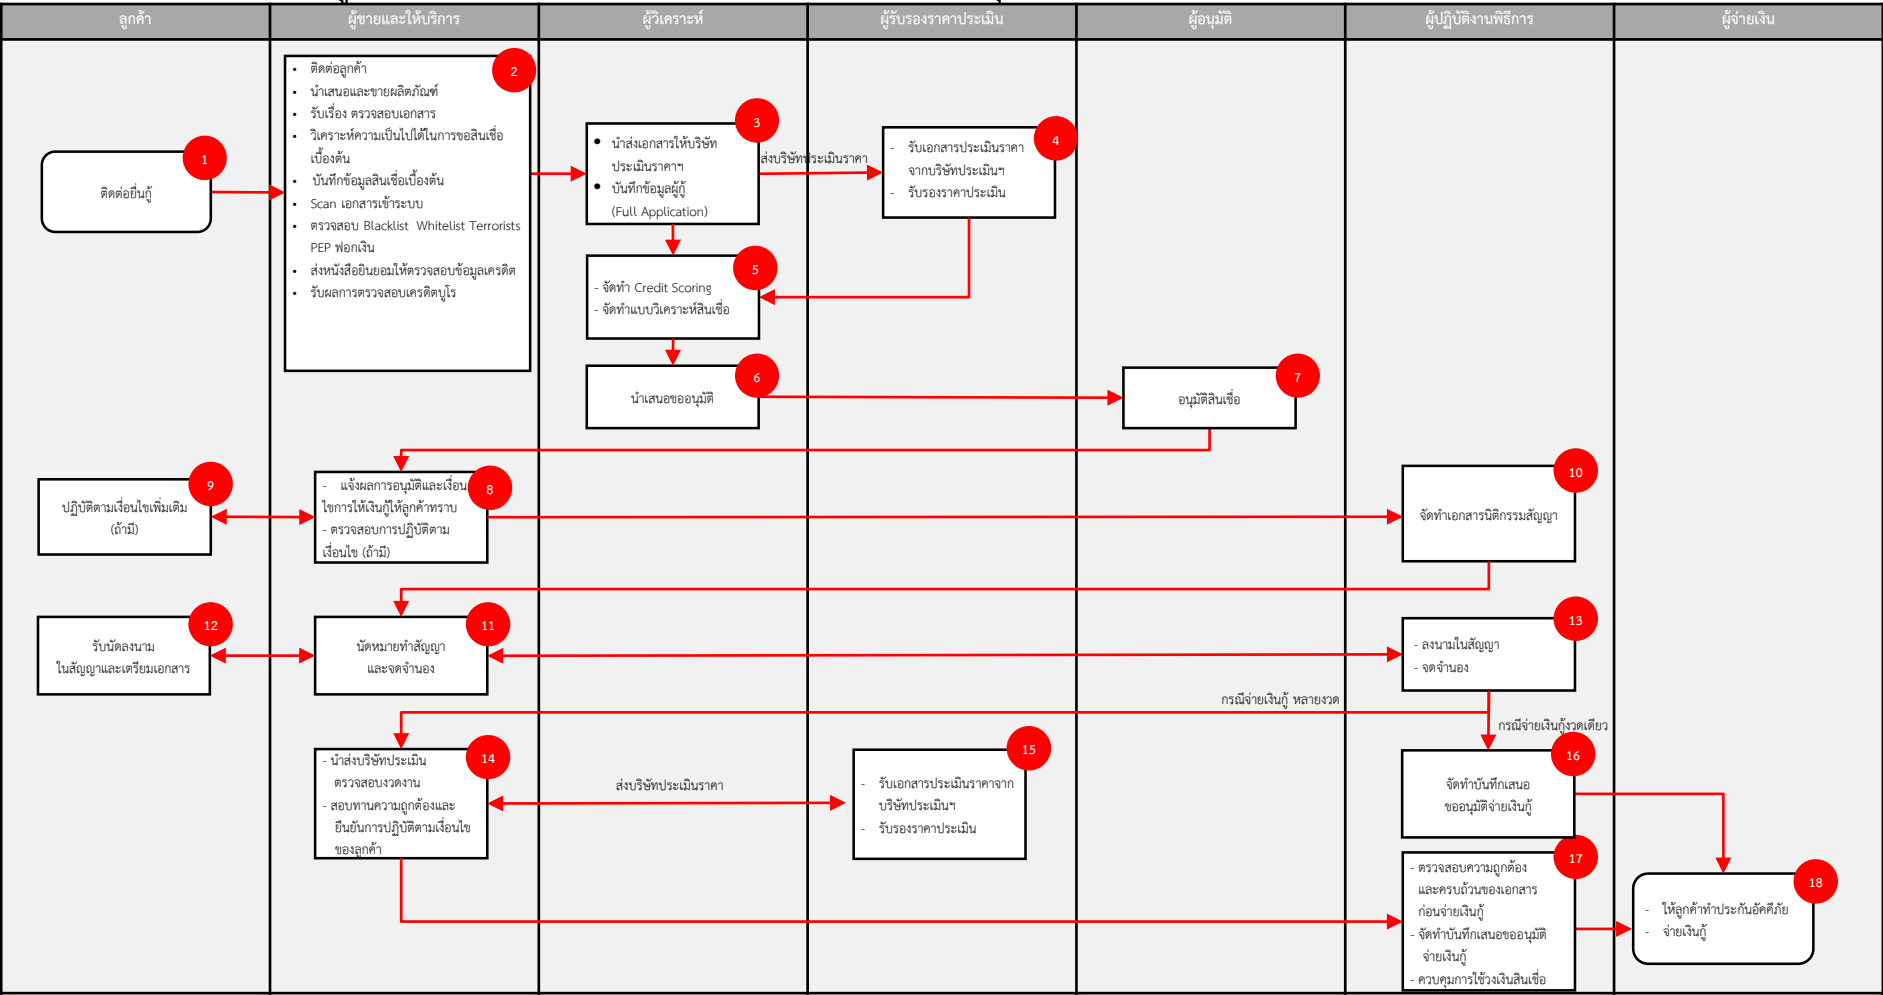 ลูกค้า
ผู้ขายและให้บริการ
ผู้วิเคราะห์
ผู้รับรองราคาประเมิน
ผู้อนุมัติ
ผู้ปฏิบัติงานพิธีการ
ผู้จ่ายเงิน
1
ติดต่อยื่นกู้
2
• ติดต่อลูกค้า
• นำเสนอและขายผลิตภัณฑ์
• รับเรื่อง ตรวจสอบเอกสาร
• วิเคราะห์ความเป็นไปได้ในการขอสินเชื่อ
เบื้องต้น
• บันทึกข้อมูลสินเชื่อเบื้องต้น
• Scan เอกสารเข้าระบบ
• ตรวจสอบ Blacklist Whitelist Terrorists
PEP ฟอกเงิน
• ส่งหนังสือยินยอมให้ตรวจสอบข้อมูลเครดิต
• รับผลการตรวจสอบเครดิตบูโร
3
• นำส่งเอกสารให้บริษัท
ประเมินราคาฯ
• บันทึกข้อมูลผู้กู้
(Full Application)
ส่งบริษัทประเมินราคา
4
- รับเอกสารประเมินราคา
จากบริษัทประเมินฯ
- รับรองราคาประเมิน
5
- จัดทำ Credit Scoring
- จัดทำแบบวิเคราะห์สินเชื่อ
6
นำเสนอขออนุมัติ
7
อนุมัติสินเชื่อ
8
- แจ้งผลการอนุมัติและเงื่อน
ไขการให้เงินกู้ให้ลูกค้าทราบ
- ตรวจสอบการปฏิบัติตาม
เงื่อนไข (ถ้ามี)
9
ปฏิบัติตามเงื่อนไขเพิ่มเติม
(ถ้ามี)
10
จัดทำเอกสารนิติกรรมสัญญา
11
นัดหมายทำสัญญา
และจดจำนอง
12
รับนัดลงนาม
ในสัญญาและเตรียมเอกสาร
13
- ลงนามในสัญญา
- จดจำนอง
กรณีจ่ายเงินกู้ หลายงวด
กรณีจ่ายเงินกู้งวดเดียว
14
- นำส่งบริษัทประเมิน
ตรวจสอบงวดงาน
- สอบทานความถูกต้องและ
ยืนยันการปฏิบัติตามเงื่อนไข
ของลูกค้า
ส่งบริษัทประเมินราคา
15
- รับเอกสารประเมินราคาจาก
บริษัทประเมินฯ
- รับรองราคาประเมิน
16
จัดทำบันทึกเสนอ
ขออนุมัติจ่ายเงินกู้
17
- ตรวจสอบความถูกต้อง
และครบถ้วนของเอกสาร
ก่อนจ่ายเงินกู้
- จัดทำบันทึกเสนอขออนุมัติ
จ่ายเงินกู้
- ควบคุมการใช้วงเงินสินเชื่อ
18
- ให้ลูกค้าทำประกันอัคคีภัย
- จ่ายเงินกู้